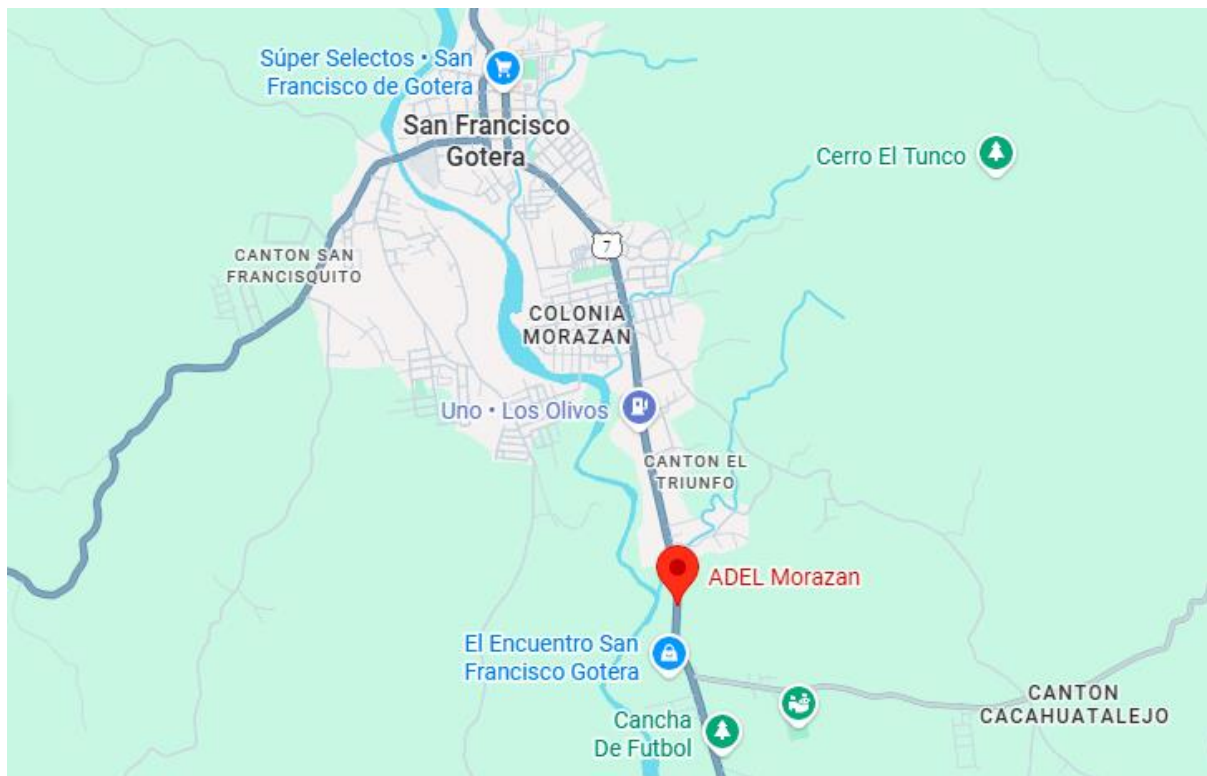 Súper Selectos • San
Francisco de Gotera
San Francisco
Gotera
Cerro El Tunco
7
CANTON SAN
FRANCISQUITO
COLONIA
MORAZAN
Uno • Los Olivos
CANTON EL
TRIUNFO
ADEL Morazan
El Encuentro San
Francisco Gotera
CANTON
CACAHUATALEJO
Cancha
De Futbol